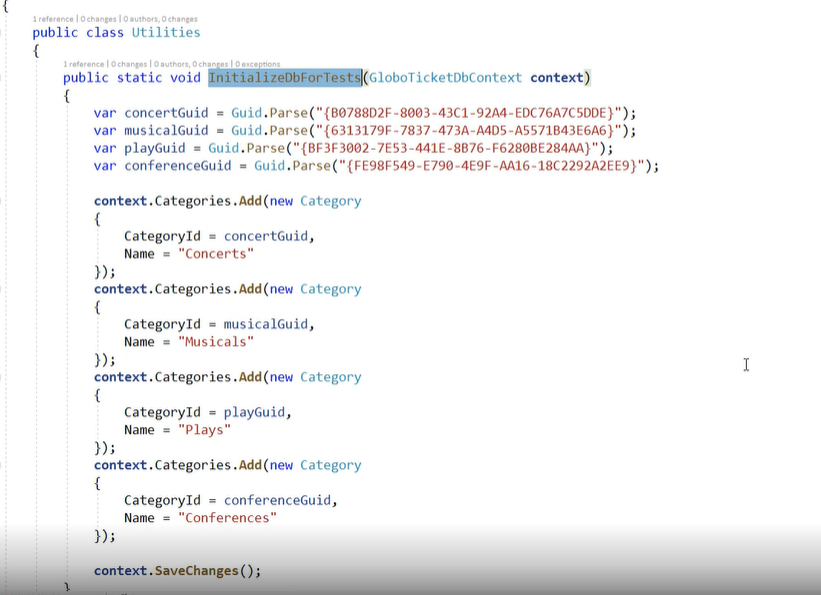 {
1 reference | 0 changes | 0 authors, 0 changes
public class Utilities
{
1 reference | 0 changes | 0 authors, 0 changes | 0 exceptions
public static void InitializeDbForTests(GloboTicketDbContext context)
{
var concertGuid = Guid.Parse("{B0788D2F-8003-43C1-92A4-EDC76A7C5DDE}");
var musicalGuid = Guid.Parse("{6313179F-7837-473A-A4D5-A5571B43E6A6}");
var playGuid = Guid.Parse("{BF3F3002-7E53-441E-8B76-F6280BE284AA}");
var conferenceGuid = Guid.Parse("{FE98F549-E790-4E9F-AA16-18C2292A2EE9}");
context.Categories.Add(new Category
{
CategoryId = concertGuid,
Name = "Concerts"
});
context.Categories.Add(new Category
{
CategoryId = musicalGuid,
Name = "Musicals"
});
context.Categories.Add(new Category
{
CategoryId = playGuid,
Name = "Plays"
});
context.Categories.Add(new Category
{
CategoryId = conferenceGuid,
Name = "Conferences"
});
context.SaveChanges();
}